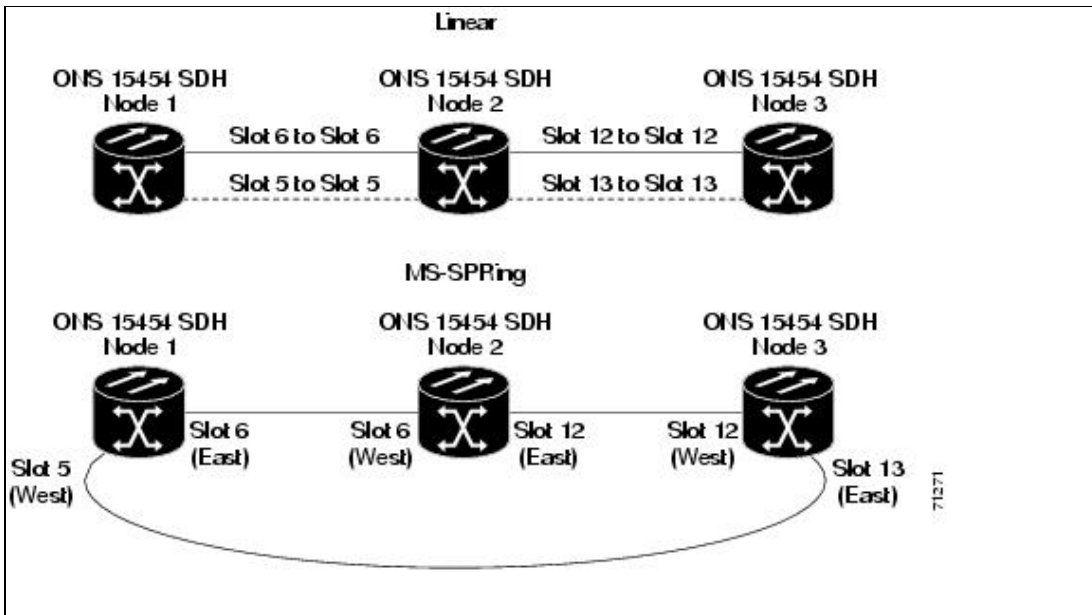 Linear
ONS 15454 SDH ONS 15454 SDH ONS 15454 SDH
Node 1 Node 2 Node 3
Slot 6 to Slot 6 Slot 12 to Slot 12
Slot 5 to Slot 5 Slot 13 to Slot 13
MS-SPRing
ONS 15454 SDH ONS 15454 SDH ONS 15454 SDH
Node 1 Node 2 Node 3
Slot 6 Slot 6 Slot 12 Slot 12
(East) (West) (East) (West)
Slot 5 Slot 13
(West) (East)
71271